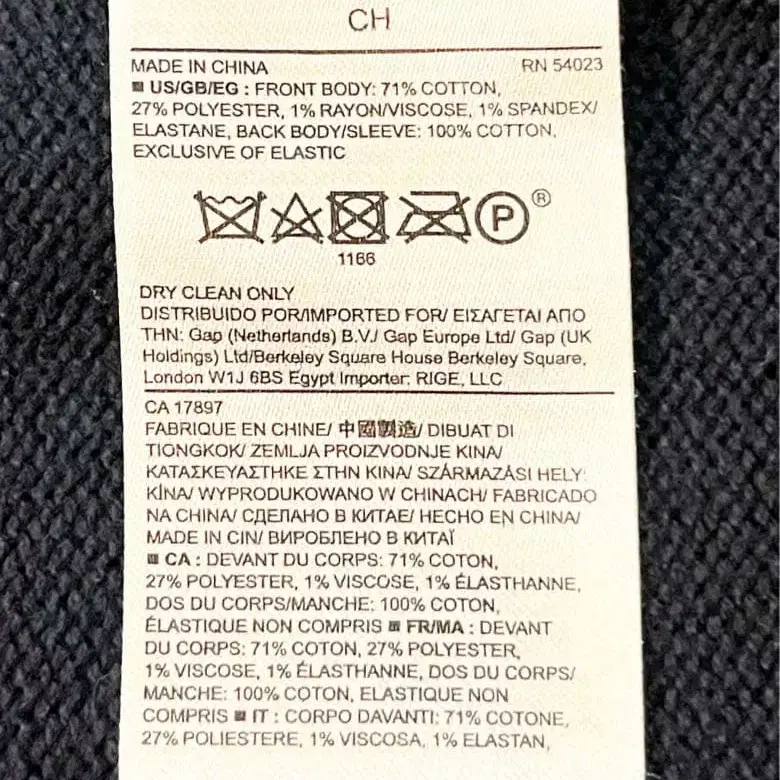 CH
MADE IN CHINA RN 54023
US/GB/EG : FRONT BODY: 71% COTTON,
27% POLYESTER, 1% RAYON/VISCOSE, 1% SPANDEX/
ELASTANE, BACK BODY/SLEEVE: 100% COTTON,
EXCLUSIVE OF ELASTIC
P ®
1166
DRY CLEAN ONLY
DISTRIBUIDO POR/IMPORTED FOR/ ΕΙΣΑΓΕΤΑΙ ΑΠΟ
ΤΗΝ: Gap (Netherlands) B.V./ Gap Europe Ltd/ Gap (UK
Holdings) Ltd/Berkeley Square House Berkeley Square,
London W1J 6BS Egypt Importer: RIGE, LLC
CA 17897
FABRIQUE EN CHINE/ 中國製造/ DIBUAT DI
TIONGKOK/ ZEMLJA PROIZVODNJE KINA/
ΚΑΤΑΣΚΕΥΑΣΤΗΚΕ ΣΤΗΝ ΚΙΝΑ/ SZÁRMAZÁSI HELY:
KÍNA/ WYPRODUKOWANO W CHINACH/ FABRICADO
NA CHINA/ СДЕЛАНО В КИТАЕ/ HECHO EN CHINA/
MADE IN CIN/ ВИРОБЛЕНО В КИТАЇ
CA : DEVANT DU CORPS: 71% COTON,
27% POLYESTER, 1% VISCOSE, 1% ÉLASTHANNE,
DOS DU CORPS/MANCHE: 100% COTON,
ÉLASTIQUE NON COMPRIS FR/MA : DEVANT
DU CORPS: 71% COTON, 27% POLYESTER,
1% VISCOSE, 1% ÉLASTHANNE, DOS DU CORPS/
MANCHE: 100% COTON, ELASTIQUE NON
COMPRIS IT : CORPO DAVANTI: 71% COTONE,
27% POLIESTERE, 1% VISCOSA, 1% ELASTAN,